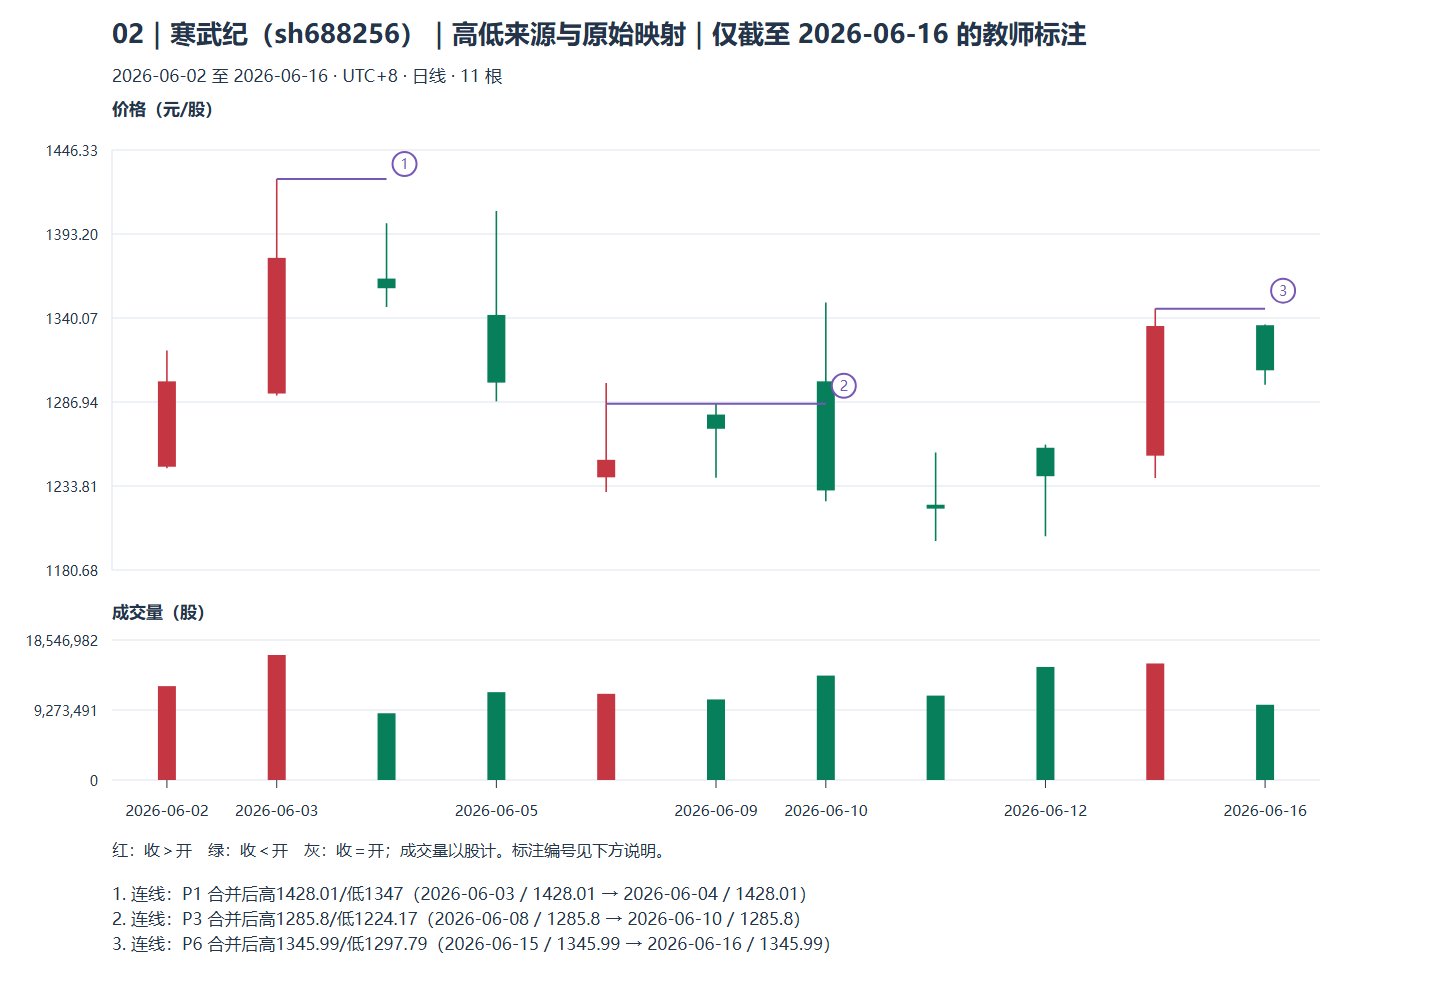 02｜寒武纪（sh688256）｜高低来源与原始映射｜仅截至 2026-06-16 的教师标注
2026-06-02 至 2026-06-16 · UTC+8 · 日线 · 11 根
价格（元/股）
1446.33
1393.20
1340.07
1286.94
1233.81
1180.68
1
2
3
成交量（股）
18,546,982
9,273,491
0
2026-06-02 2026-06-03 2026-06-05 2026-06-09 2026-06-10 2026-06-12 2026-06-16
红：收 > 开　绿：收 < 开　灰：收 = 开；成交量以股计。标注编号见下方说明。
1. 连线：P1 合并后高1428.01/低1347（2026-06-03 / 1428.01 → 2026-06-04 / 1428.01）
2. 连线：P3 合并后高1285.8/低1224.17（2026-06-08 / 1285.8 → 2026-06-10 / 1285.8）
3. 连线：P6 合并后高1345.99/低1297.79（2026-06-15 / 1345.99 → 2026-06-16 / 1345.99）